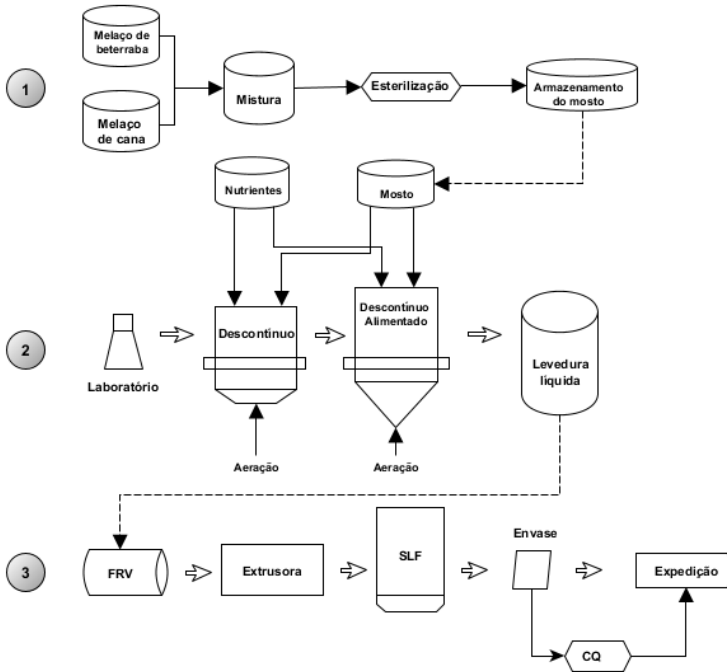 Melaço de
beterraba
1
Melaço
de cana
Mistura
Esterilização
Armazenamento
do mosto
Nutrientes
Mosto
2
Laboratório
Descontínuo
Descontínuo
Alimentado
Levedura
líquida
Aeração
Aeração
3
FRV
Extrusora
SLF
Envase
Expedição
CQ